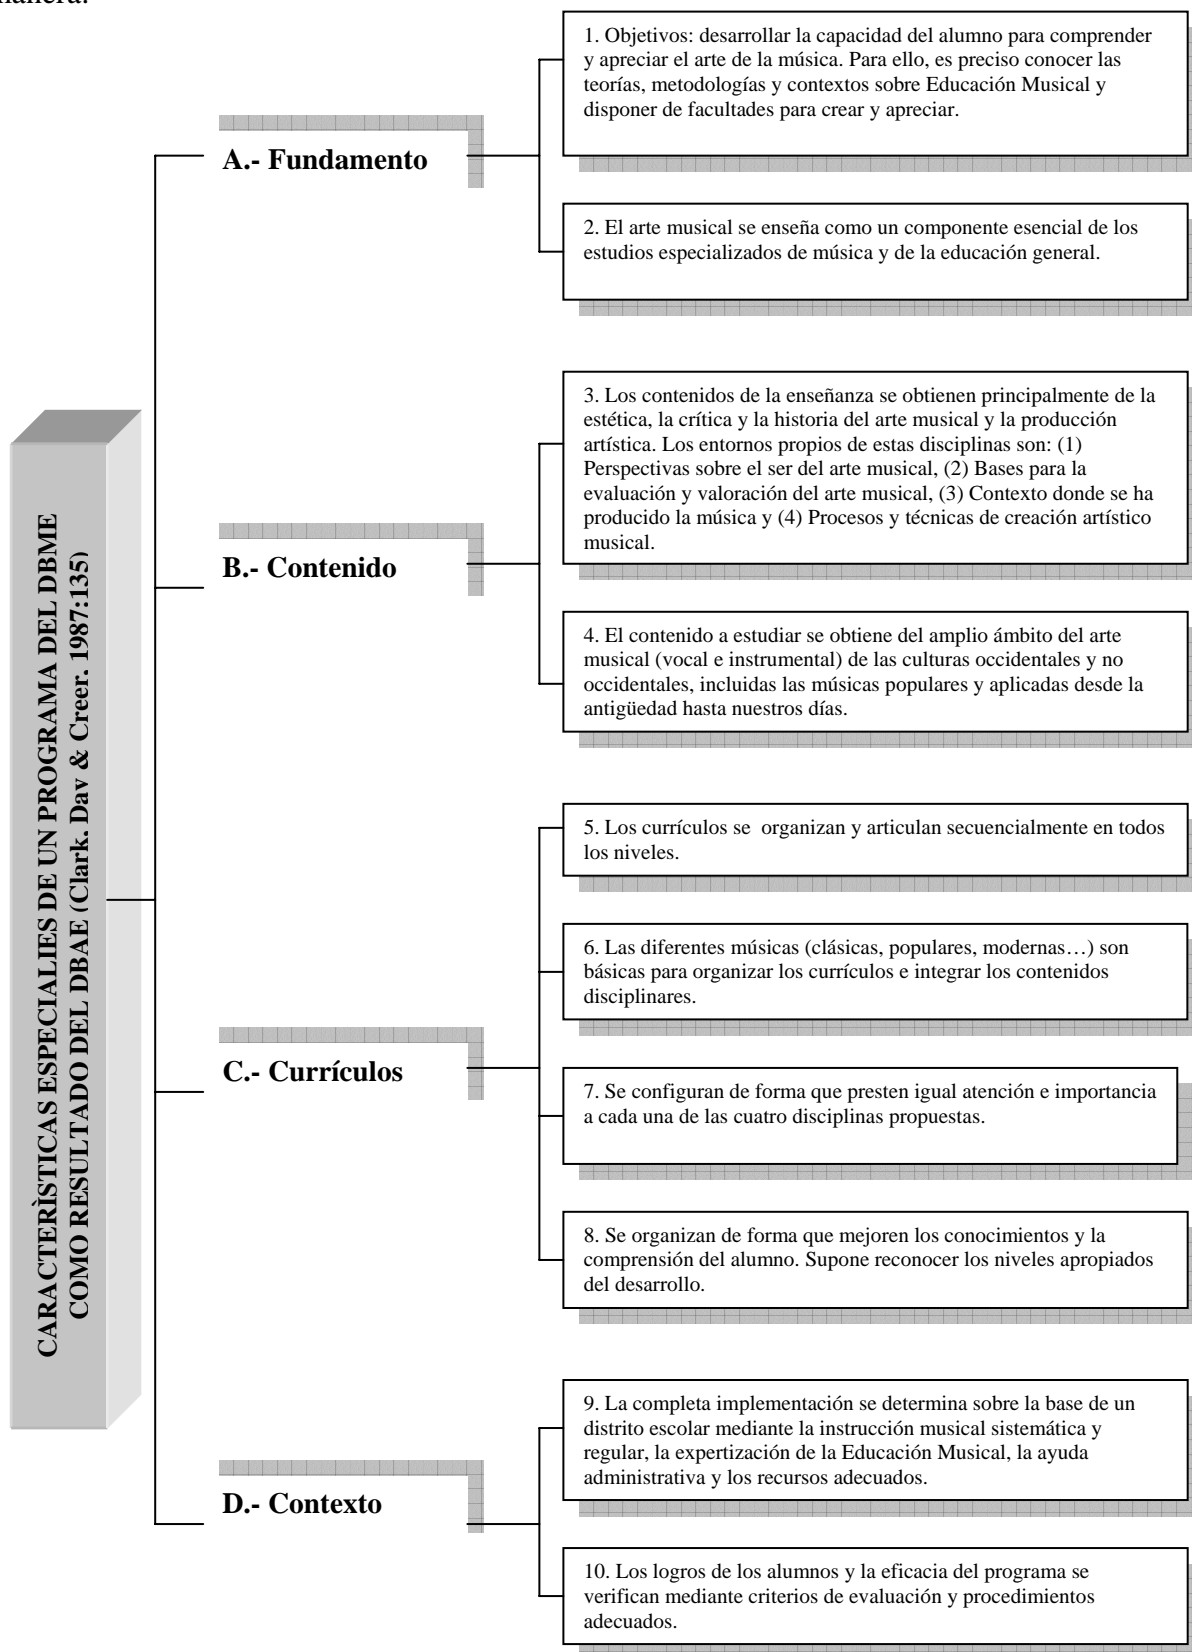 manera:
CARACTERÌSTICAS ESPECIALIES DE UN PROGRAMA DEL DBME
COMO RESULTADO DEL DBAE (Clark. Dav & Creer. 1987:135)
A.- Fundamento
1. Objetivos: desarrollar la capacidad del alumno para comprender
y apreciar el arte de la música. Para ello, es preciso conocer las
teorías, metodologías y contextos sobre Educación Musical y
disponer de facultades para crear y apreciar.
2. El arte musical se enseña como un componente esencial de los
estudios especializados de música y de la educación general.
B.- Contenido
3. Los contenidos de la enseñanza se obtienen principalmente de la
estética, la crítica y la historia del arte musical y la producción
artística. Los entornos propios de estas disciplinas son: (1)
Perspectivas sobre el ser del arte musical, (2) Bases para la
evaluación y valoración del arte musical, (3) Contexto donde se ha
producido la música y (4) Procesos y técnicas de creación artístico
musical.
4. El contenido a estudiar se obtiene del amplio ámbito del arte
musical (vocal e instrumental) de las culturas occidentales y no
occidentales, incluidas las músicas populares y aplicadas desde la
antigüedad hasta nuestros días.
C.- Currículos
5. Los currículos se organizan y articulan secuencialmente en todos
los niveles.
6. Las diferentes músicas (clásicas, populares, modernas…) son
básicas para organizar los currículos e integrar los contenidos
disciplinares.
7. Se configuran de forma que presten igual atención e importancia
a cada una de las cuatro disciplinas propuestas.
8. Se organizan de forma que mejoren los conocimientos y la
comprensión del alumno. Supone reconocer los niveles apropiados
del desarrollo.
D.- Contexto
9. La completa implementación se determina sobre la base de un
distrito escolar mediante la instrucción musical sistemática y
regular, la expertización de la Educación Musical, la ayuda
administrativa y los recursos adecuados.
10. Los logros de los alumnos y la eficacia del programa se
verifican mediante criterios de evaluación y procedimientos
adecuados.